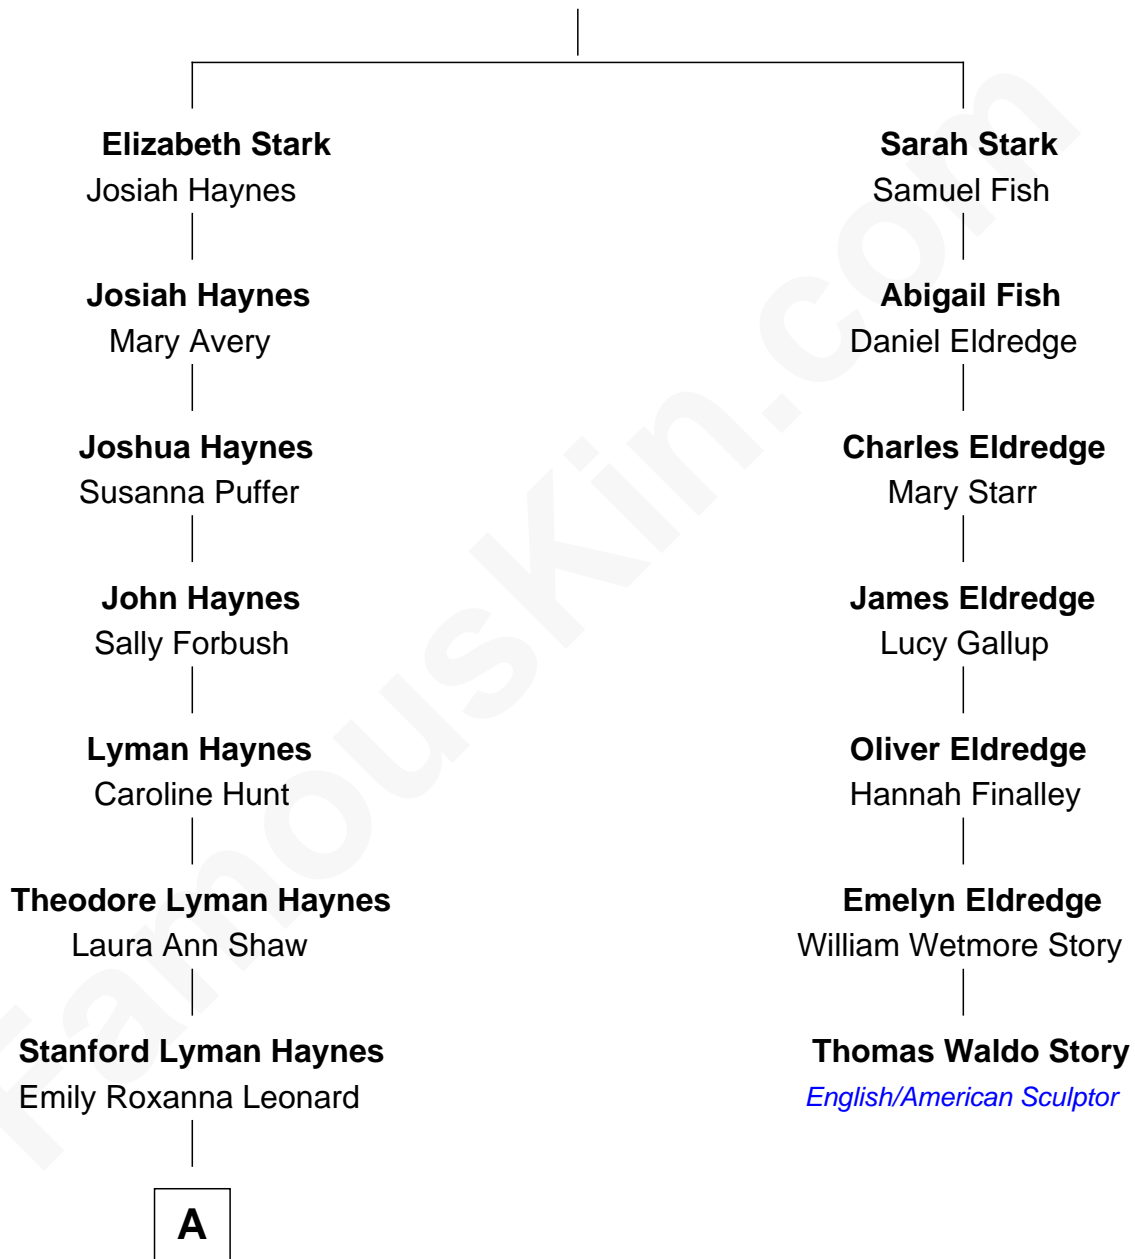 Elizabeth Stark
Josiah Haynes
Josiah Haynes
Mary Avery
Joshua Haynes
Susanna Puffer
John Haynes
Sally Forbush
Lyman Haynes
Caroline Hunt
Theodore Lyman Haynes
Laura Ann Shaw
Stanford Lyman Haynes
Emily Roxanna Leonard
A
Sarah Stark
Samuel Fish
Abigail Fish
Daniel Eldredge
Charles Eldredge
Mary Starr
James Eldredge
Lucy Gallup
Oliver Eldredge
Hannah Finalley
Emelyn Eldredge
William Wetmore Story
Thomas Waldo Story
English/American Sculptor
FamousKin.com